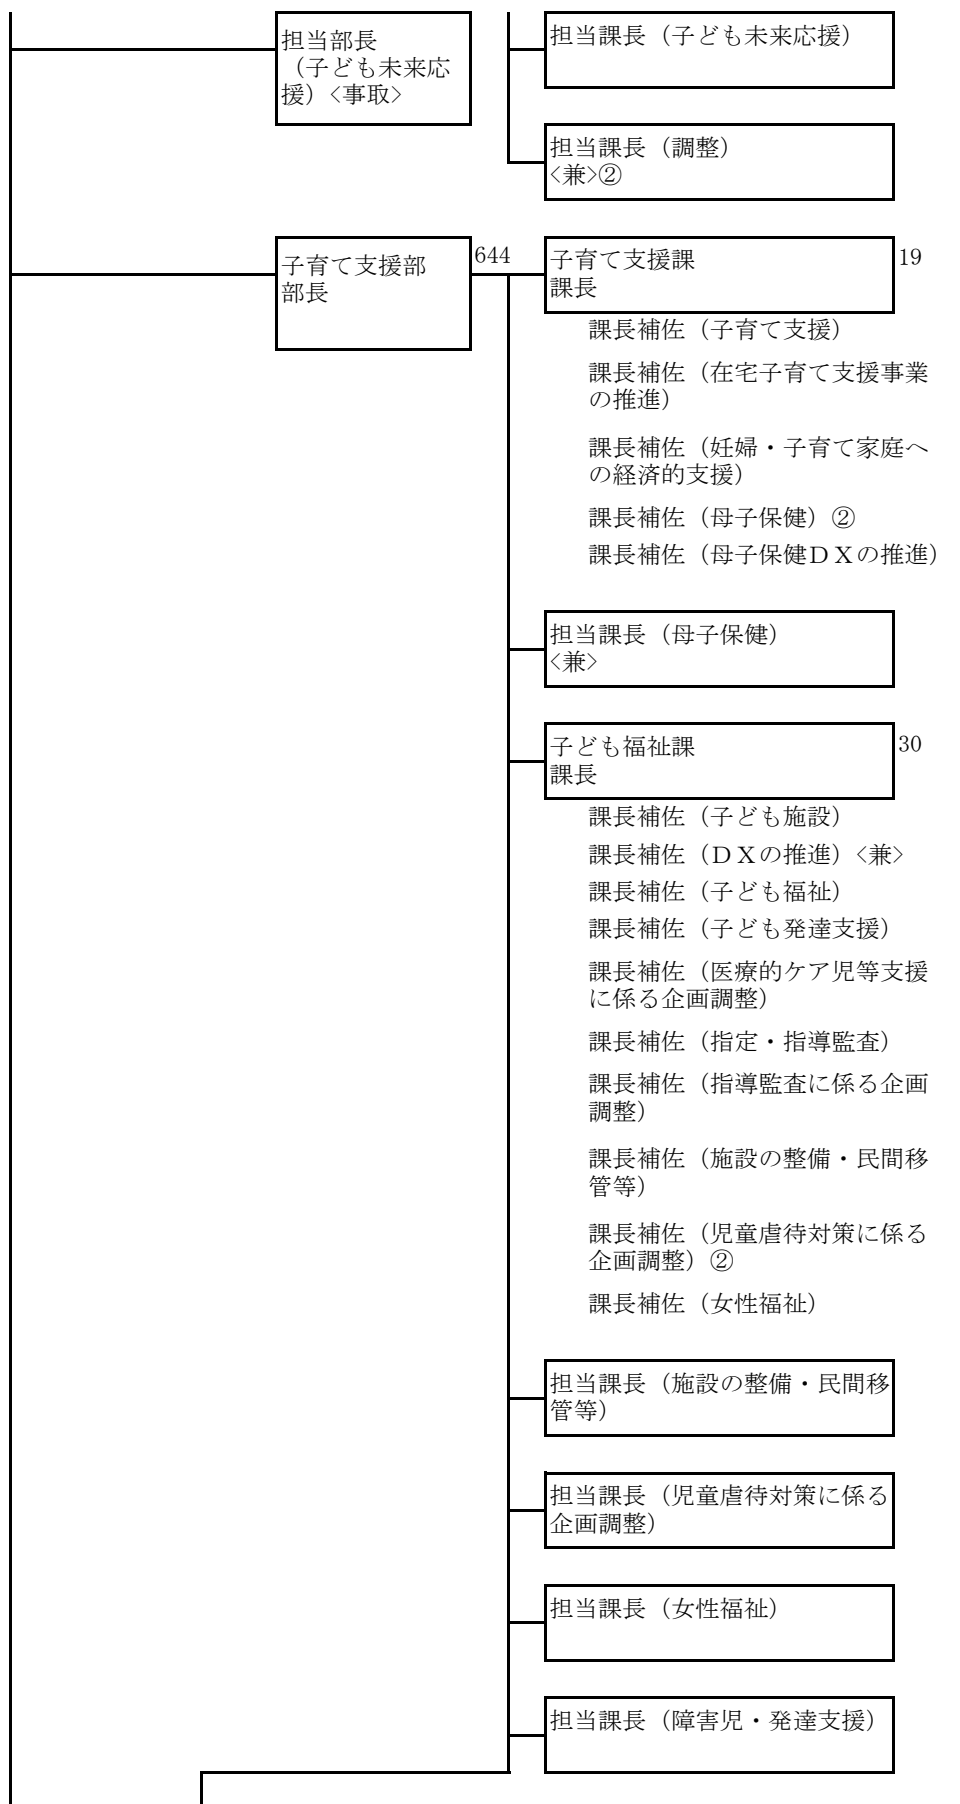 担当部長
（子ども未来応
援）<事取>
担当課長（子ども未来応援）
担当課長（調整）
<兼>②
子育て支援部
部長
644
子育て支援課
課長
19
課長補佐（子育て支援）
課長補佐（在宅子育て支援事業
の推進）
課長補佐（妊婦・子育て家庭へ
の経済的支援）
課長補佐（母子保健）②
課長補佐（母子保健ＤＸの推進）
担当課長（母子保健）
<兼>
子ども福祉課
課長
30
課長補佐（子ども施設）
課長補佐（ＤＸの推進）<兼>
課長補佐（子ども福祉）
課長補佐（子ども発達支援）
課長補佐（医療的ケア児等支援
に係る企画調整）
課長補佐（指定・指導監査）
課長補佐（指導監査に係る企画
調整）
課長補佐（施設の整備・民間移
管等）
課長補佐（児童虐待対策に係る
企画調整）②
課長補佐（女性福祉）
担当課長（施設の整備・民間移
管等）
担当課長（児童虐待対策に係る
企画調整）
担当課長（女性福祉）
担当課長（障害児・発達支援）